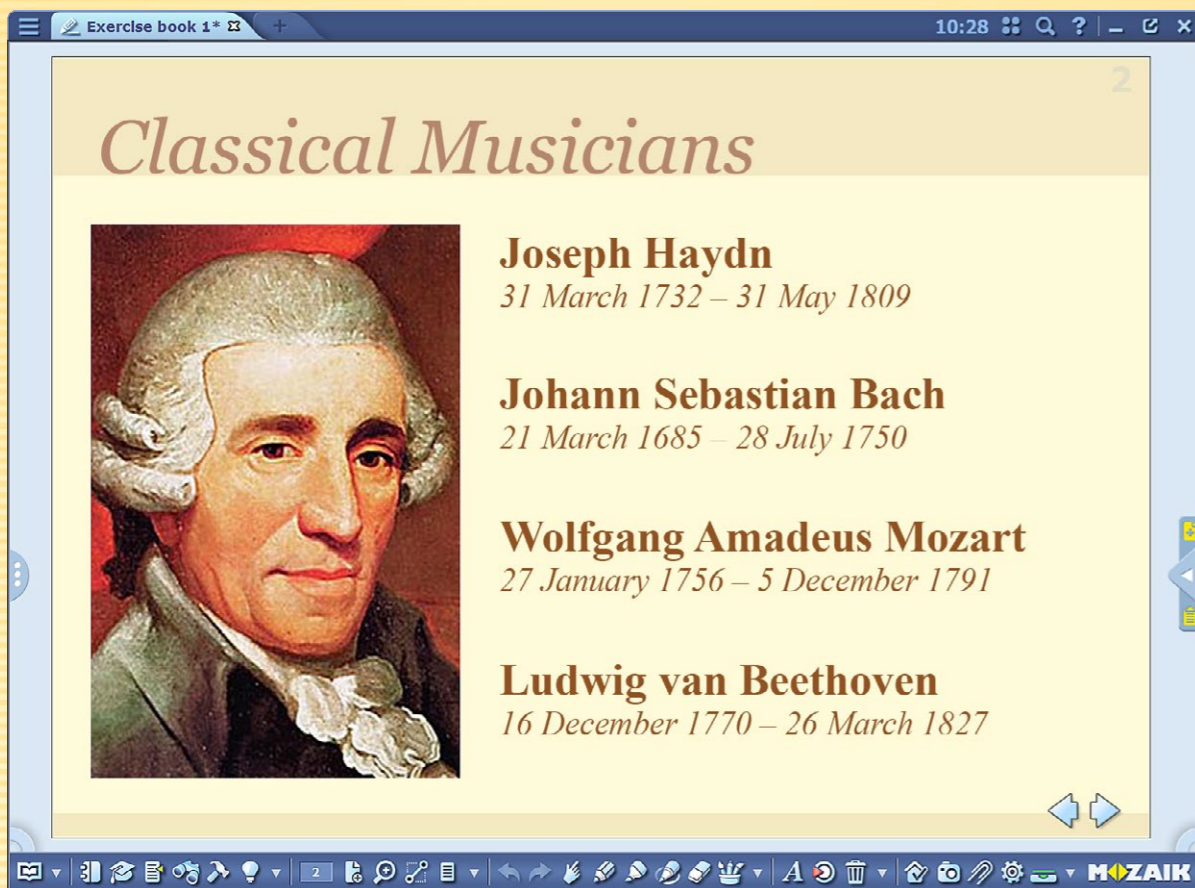 Exercise book 1*
10:28
2
Classical Musicians
Joseph Haydn
31 March 1732 – 31 May 1809
Johann Sebastian Bach
21 March 1685 – 28 July 1750
Wolfgang Amadeus Mozart
27 January 1756 – 5 December 1791
Ludwig van Beethoven
16 December 1770 – 26 March 1827
2
A
MOZAIK